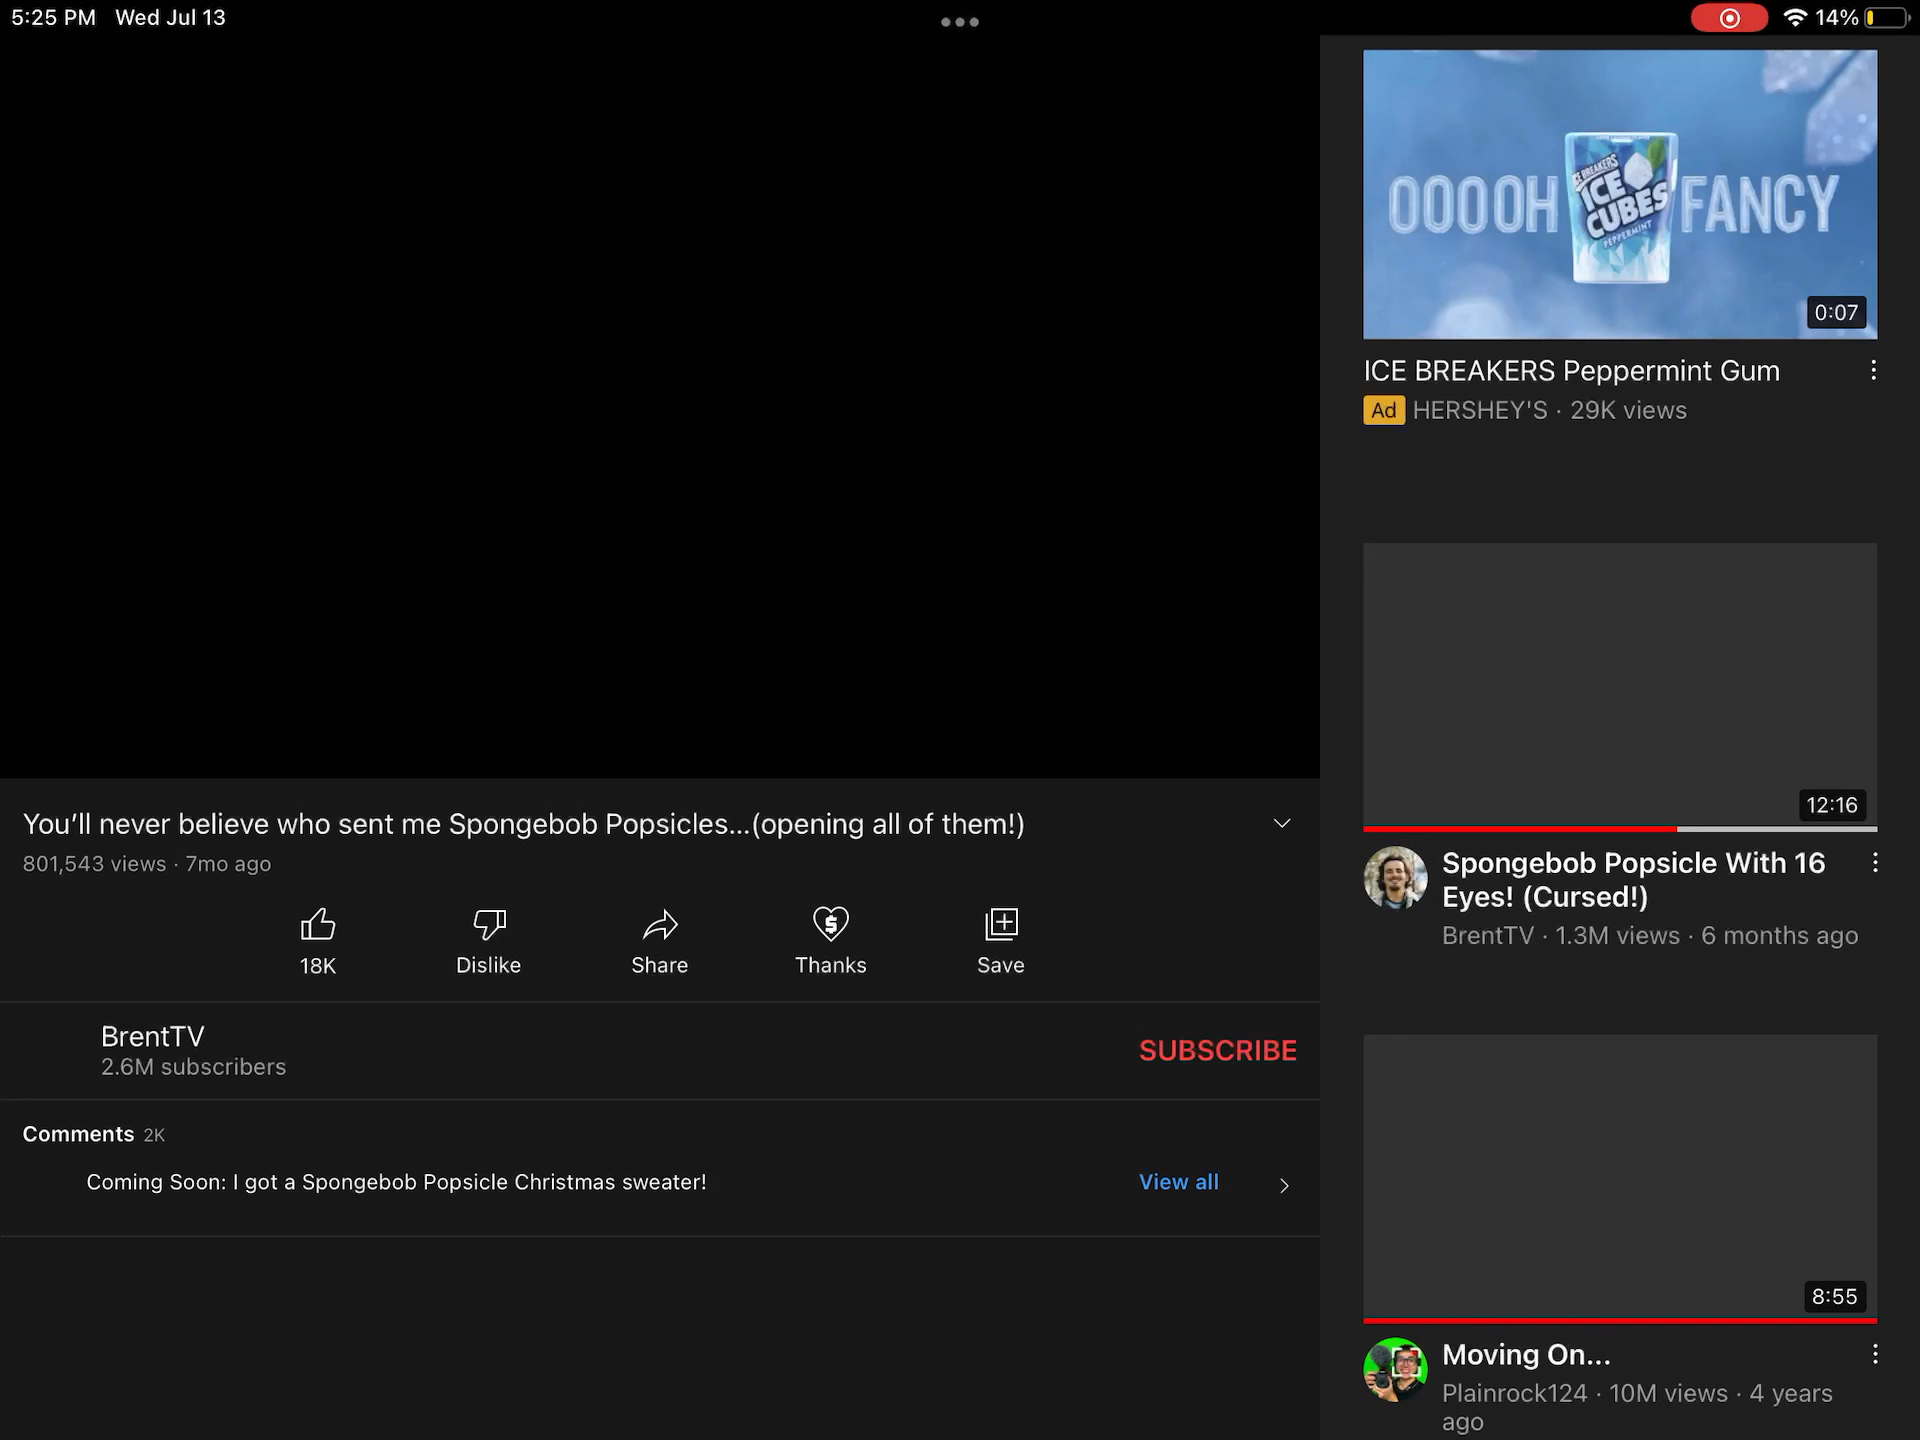 5:25 PM Wed Jul 13
14%
OOOOH
ICE BREAKERS
ICE
CUBES
PEPPERMINT
FANCY
0:07
ICE BREAKERS Peppermint Gum
Ad HERSHEY'S · 29K views
You’ll never believe who sent me Spongebob Popsicles...(opening all of them!)
801,543 views · 7mo ago
18K
Dislike
Share
Thanks
Save
BrentTV
2.6M subscribers
SUBSCRIBE
Comments 2K
Coming Soon: I got a Spongebob Popsicle Christmas sweater!
View all
12:16
Spongebob Popsicle With 16
Eyes! (Cursed!)
BrentTV · 1.3M views · 6 months ago
8:55
Moving On...
Plainrock124 · 10M views · 4 years
ago